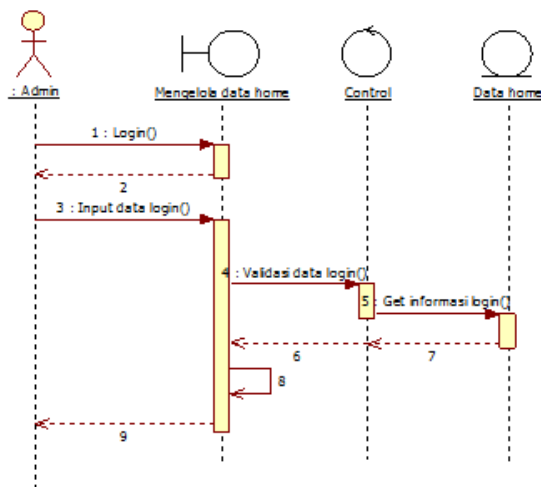 : Admin
Mengelola data home
Control
Data home
1 : Login()
2
3 : Input data login()
4 : Validasi data login()
5 : Get informasi login()
6
7
8
9